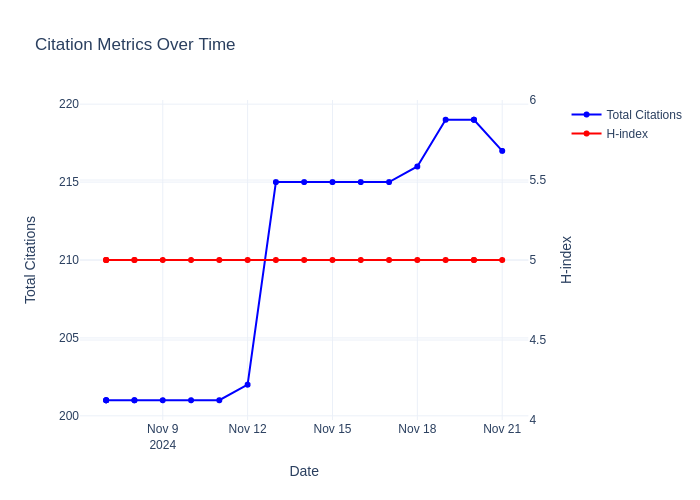 Citation Metrics Over Time
Total Citations
H-index
220
215
210
205
200
Total Citations
6
5.5
5
4.5
4
H-index
Nov 9
2024
Nov 12
Nov 15
Nov 18
Nov 21
Date